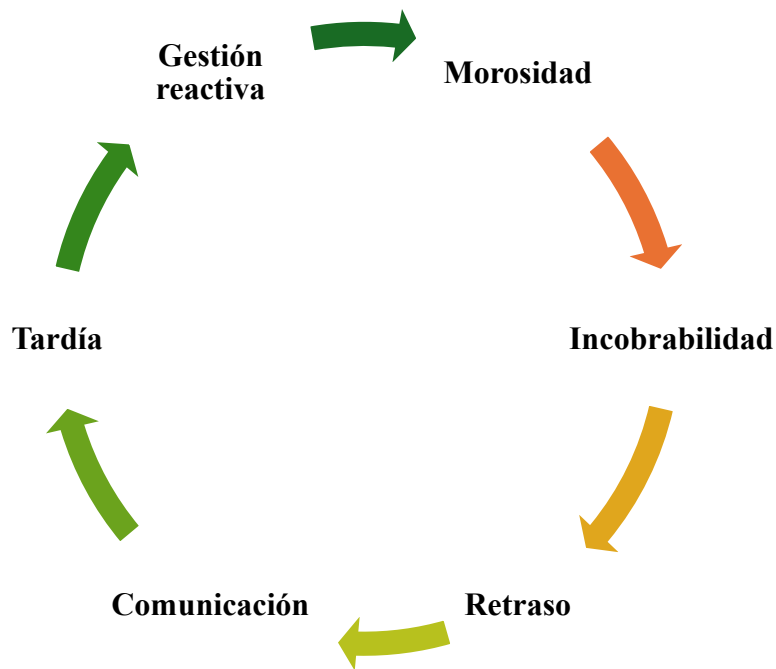 Gestión
reactiva
Morosidad
Incobrabilidad
Retraso
Comunicación
Tardía